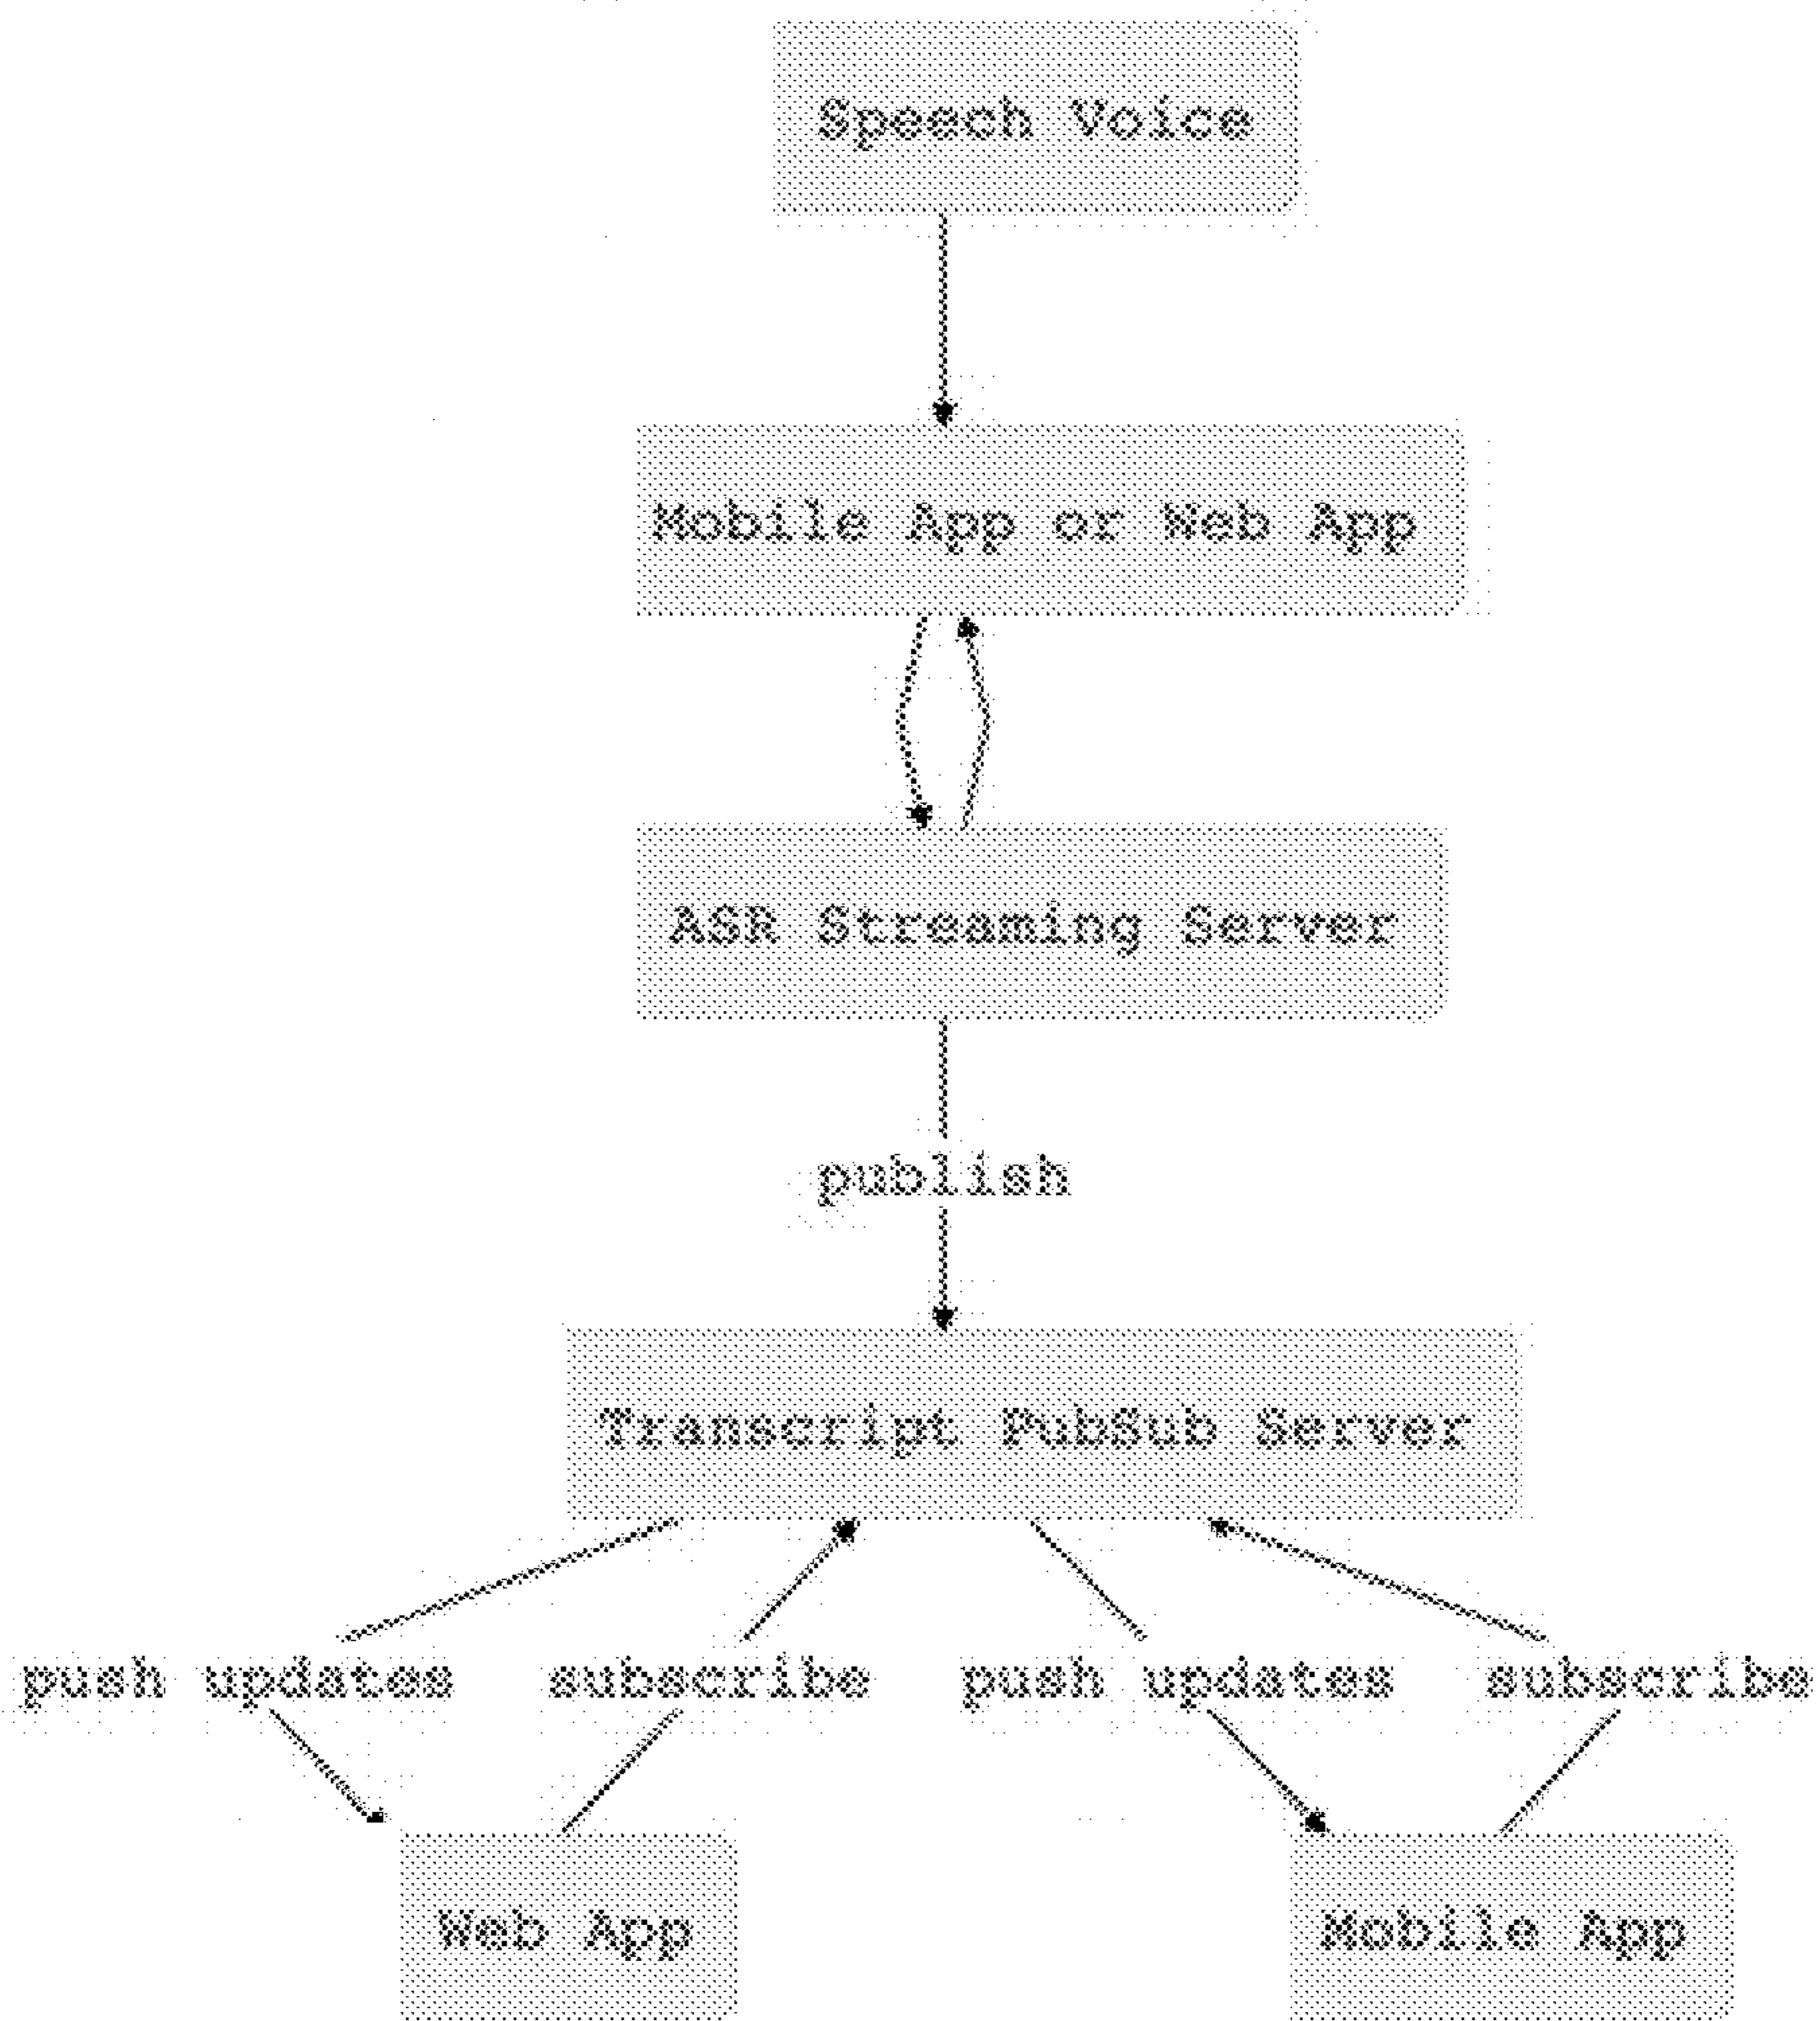 Speech Voice
Mobile App or Web App
ASR Streaming Server
publish
Transcript PubSub Server
push updates subscribe push updates subscribe
Web App Mobile App